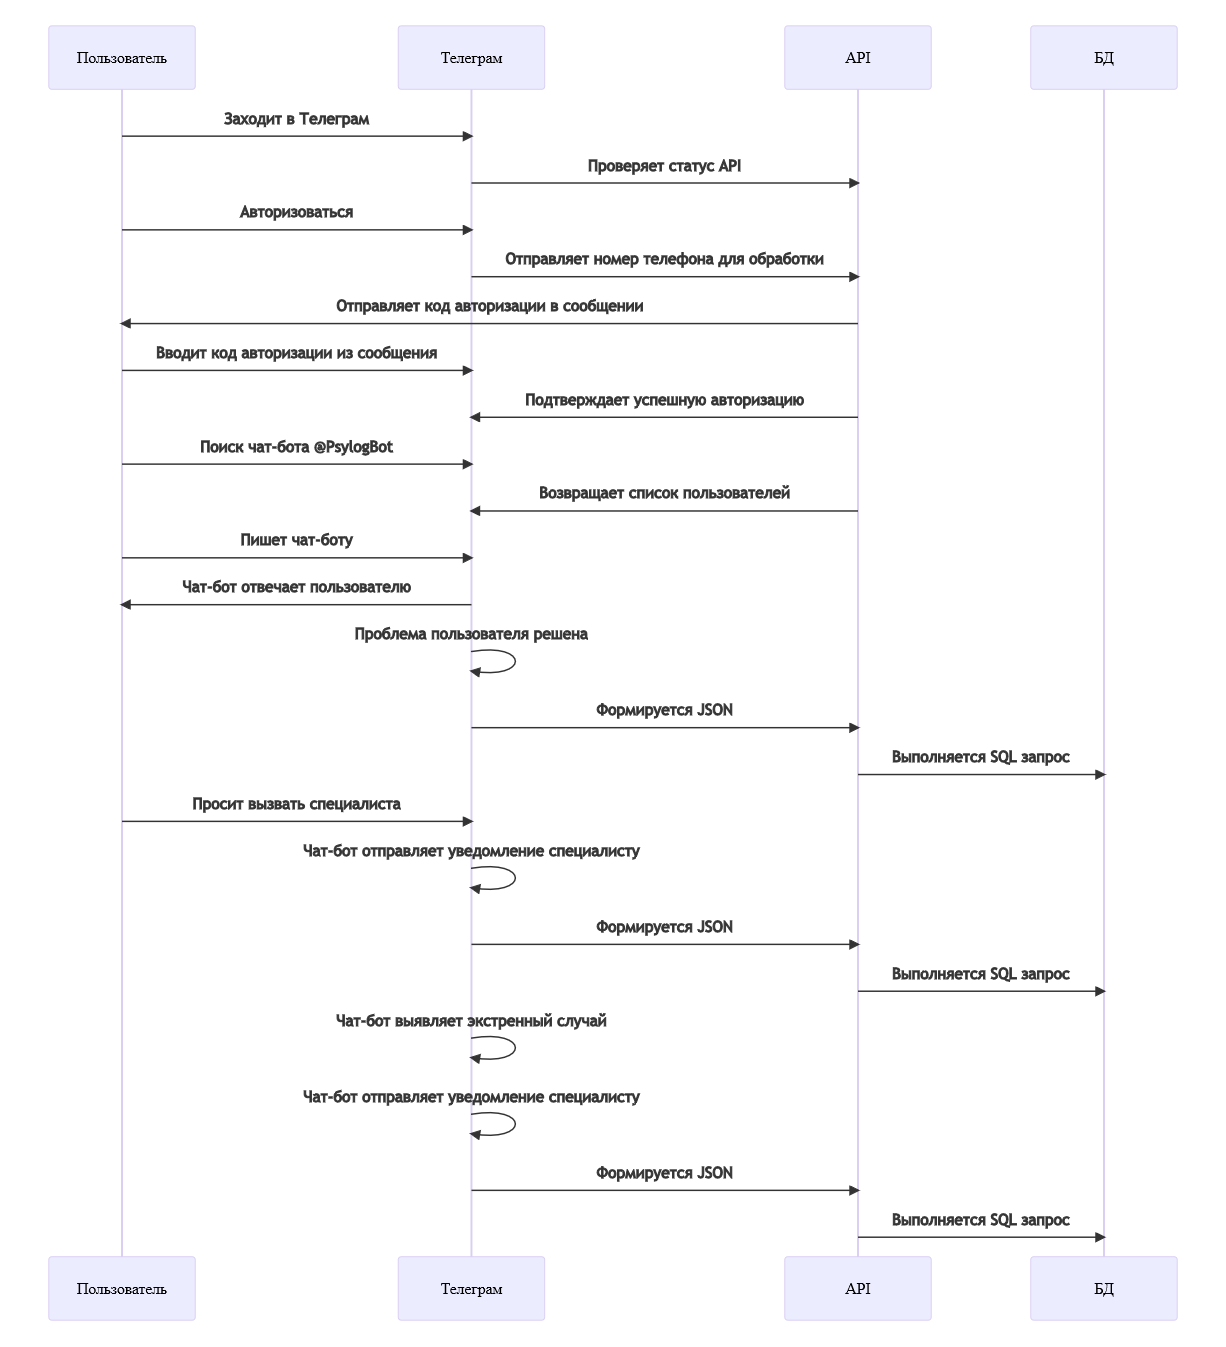 Пользователь
Телеграм
API
БД
Заходит в Телеграм
Проверяет статус API
Авторизоваться
Отправляет номер телефона для обработки
Отправляет код авторизации в сообщении
Вводит код авторизации из сообщения
Подтверждает успешную авторизацию
Поиск чат-бота @PsylogBot
Возвращает список пользователей
Пишет чат-боту
Чат-бот отвечает пользователю
Проблема пользователя решена
Формируется JSON
Выполняется SQL запрос
Просит вызвать специалиста
Чат-бот отправляет уведомление специалисту
Формируется JSON
Выполняется SQL запрос
Чат-бот выявляет экстренный случай
Чат-бот отправляет уведомление специалисту
Формируется JSON
Выполняется SQL запрос
Пользователь
Телеграм
API
БД